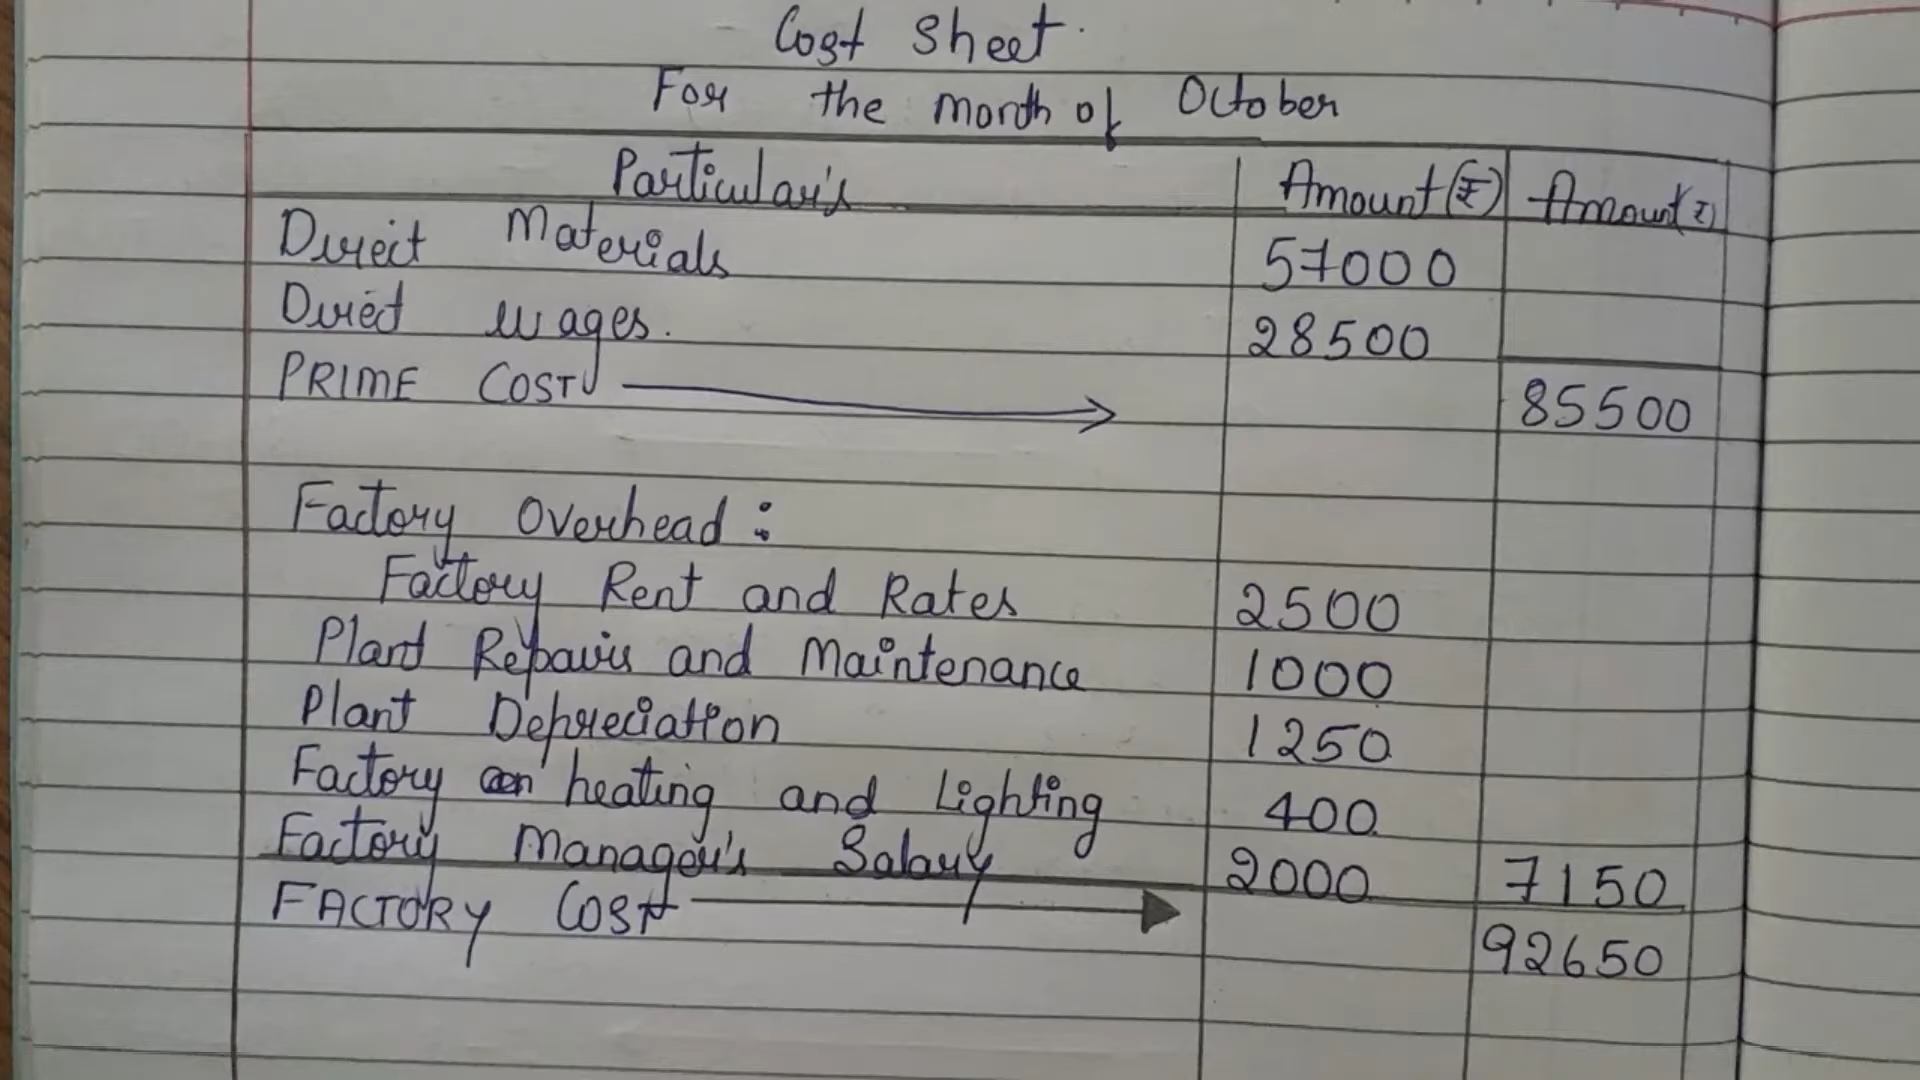 Cost Sheet
For the month of October
Particular's Amount (₹) Amount (₹)
Direct Materials 57000
Direct wages. 28500
PRIME COST 85500
Factory Overhead :
Factory Rent and Rates 2500
Plant Repairs and Maintenance 1000
Plant Depreciation 1250
Factory heating and Lighting 400
Factory Manager's Salary 2000 7150
FACTORY COST 92650